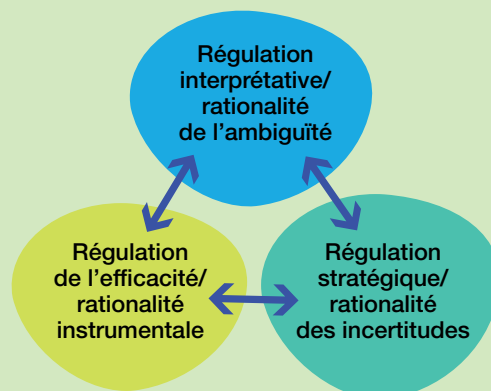 Régulation
interprétative/
rationalité
de l'ambiguïté
Régulation
de l'efficacité/
rationalité
instrumentale
Régulation
stratégique/
rationalité
des incertitudes